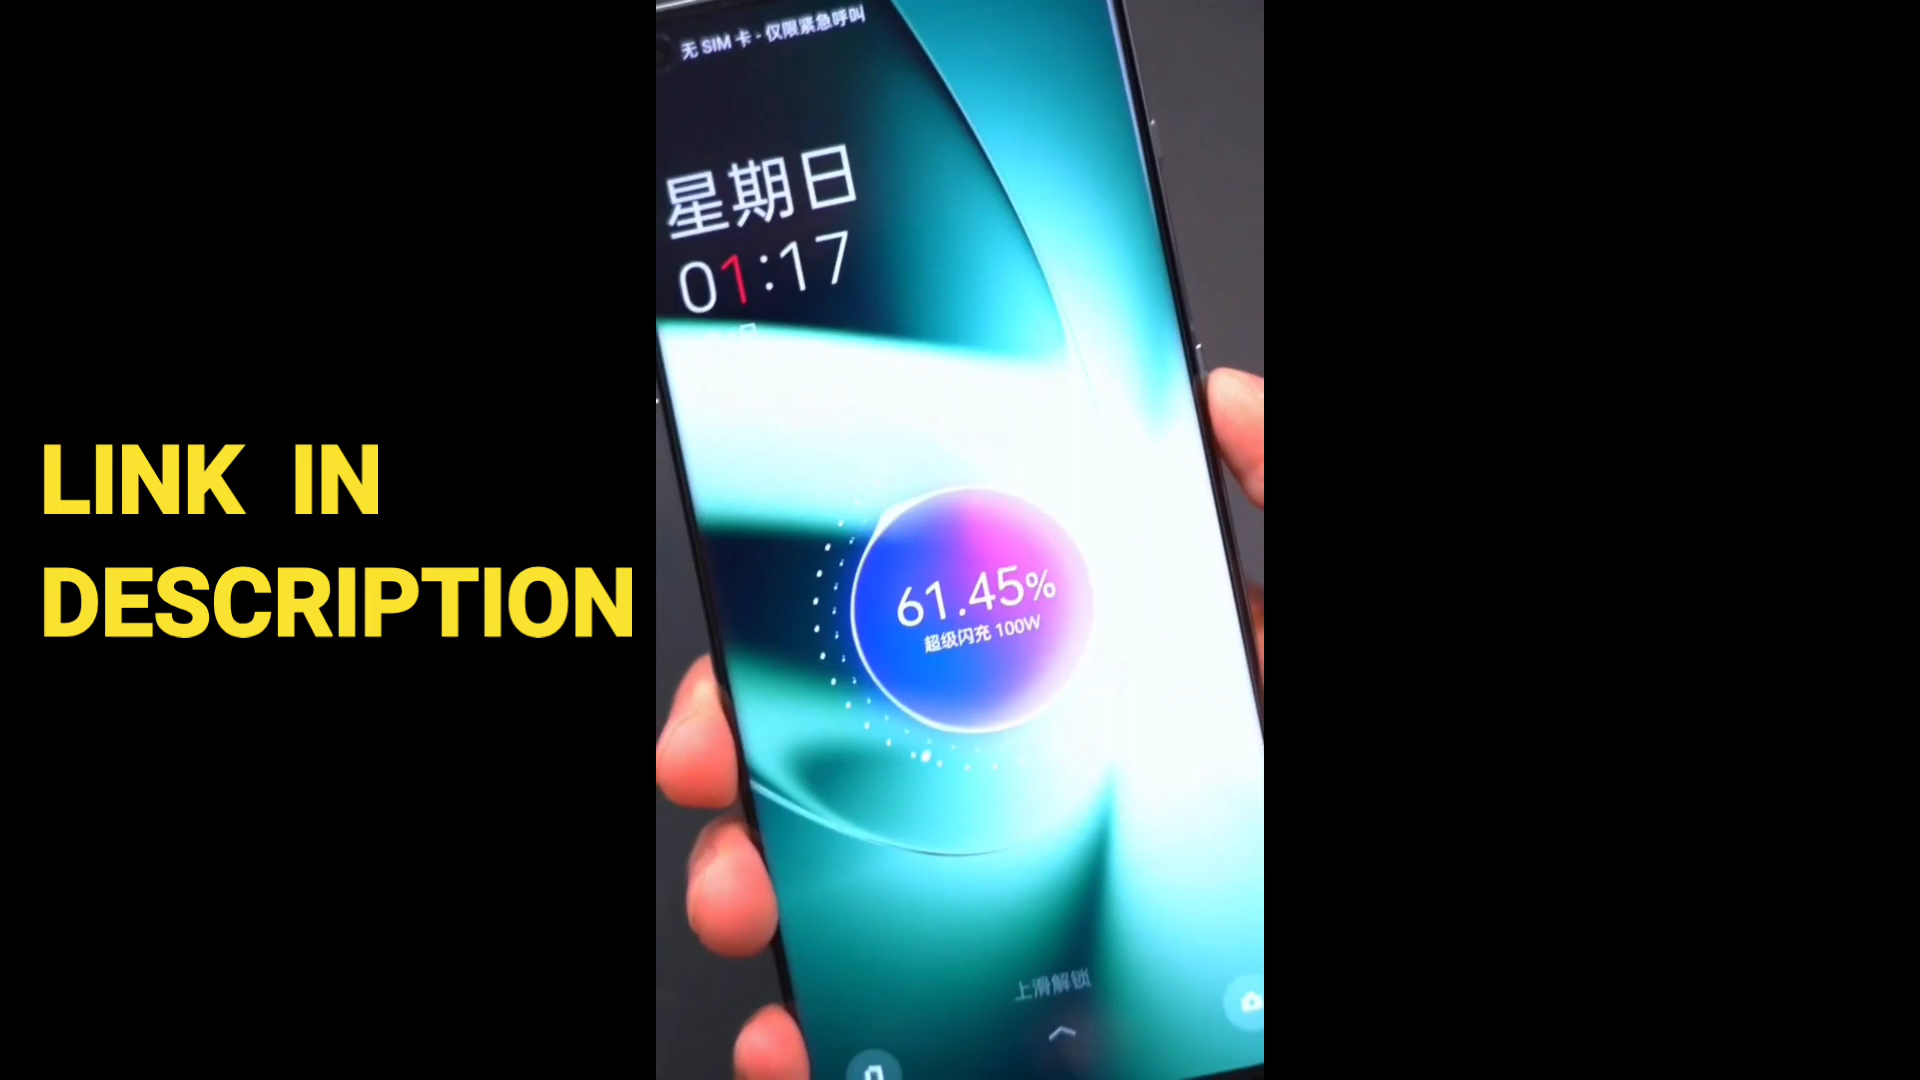 无 SIM 卡 - 仅限紧急呼叫
星期日
01:17
LINK IN
DESCRIPTION
61.45%
超级闪充 100W
上滑解锁